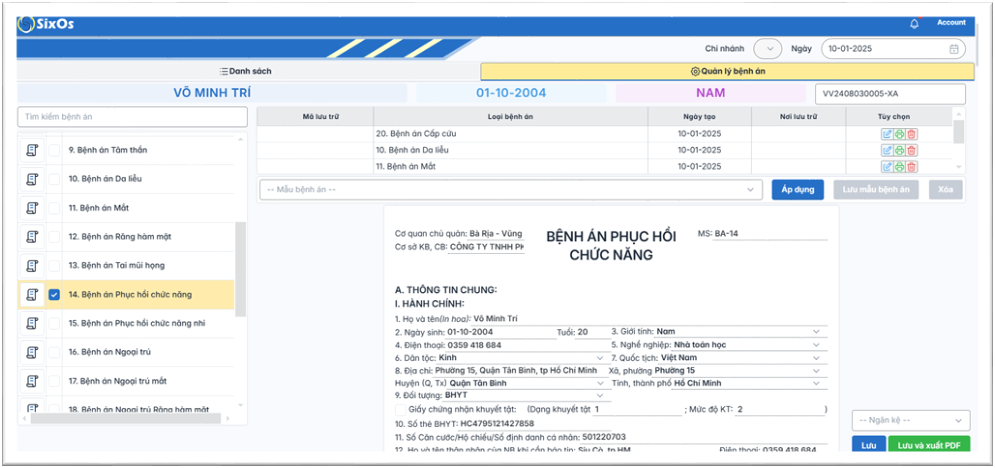 SixOs
Account
Chi nhánh
Ngày 10-01-2025
Danh sách
Quản lý bệnh án
VÕ MINH TRÍ
01-10-2004
NAM
VV2408030005-XA
Tìm kiếm bệnh án
9. Bệnh án Tâm thần
10. Bệnh án Da liễu
11. Bệnh án Mắt
12. Bệnh án Răng hàm mặt
13. Bệnh án Tai mũi họng
14. Bệnh án Phục hồi chức năng
15. Bệnh án Phục hồi chức năng nhi
16. Bệnh án Ngoại trú
17. Bệnh án Ngoại trú mắt
18. Bệnh án Ngoại trú Răng hàm mặt
Mã lưu trữ Loại bệnh án Ngày tạo Nơi lưu trữ Tùy chọn
20. Bệnh án Cấp cứu 10-01-2025
10. Bệnh án Da liễu 10-01-2025
11. Bệnh án Mắt 10-01-2025
-- Mẫu bệnh án --
Áp dụng
Lưu mẫu bệnh án
Xóa
Cơ quan chủ quản: Bà Rịa - Vũng
Cơ sở KB, CB: CÔNG TY TNHH PH
BỆNH ÁN PHỤC HỒI
CHỨC NĂNG
MS: BA-14
A. THÔNG TIN CHUNG:
I. HÀNH CHÍNH:
1. Họ và tên(In hoa): Võ Minh Trí
2. Ngày sinh: 01-10-2004 Tuổi: 20 3. Giới tính: Nam
4. Điện thoại: 0359 418 684 5. Nghề nghiệp: Nhà toán học
6. Dân tộc: Kinh 7. Quốc tịch: Việt Nam
8. Địa chỉ: Phường 15, Quận Tân Bình, tp Hồ Chí Minh Xã, phường Phường 15
Huyện (Q, Tx) Quận Tân Bình Tỉnh, thành phố Hồ Chí Minh
9. Đối tượng: BHYT
Giấy chứng nhận khuyết tật: (Dạng khuyết tật 1 ; Mức độ KT: 2 )
10. Số thẻ BHYT: HC4795121427858
11. Số Căn cước/Hộ chiếu/Số định danh cá nhân: 501220703
12. Họ và tên thân nhân của NB khi cần báo tin: Siu Cò, tp HM Điện thoại: 0359 418 684
-- Ngăn kệ --
Lưu
Lưu và xuất PDF